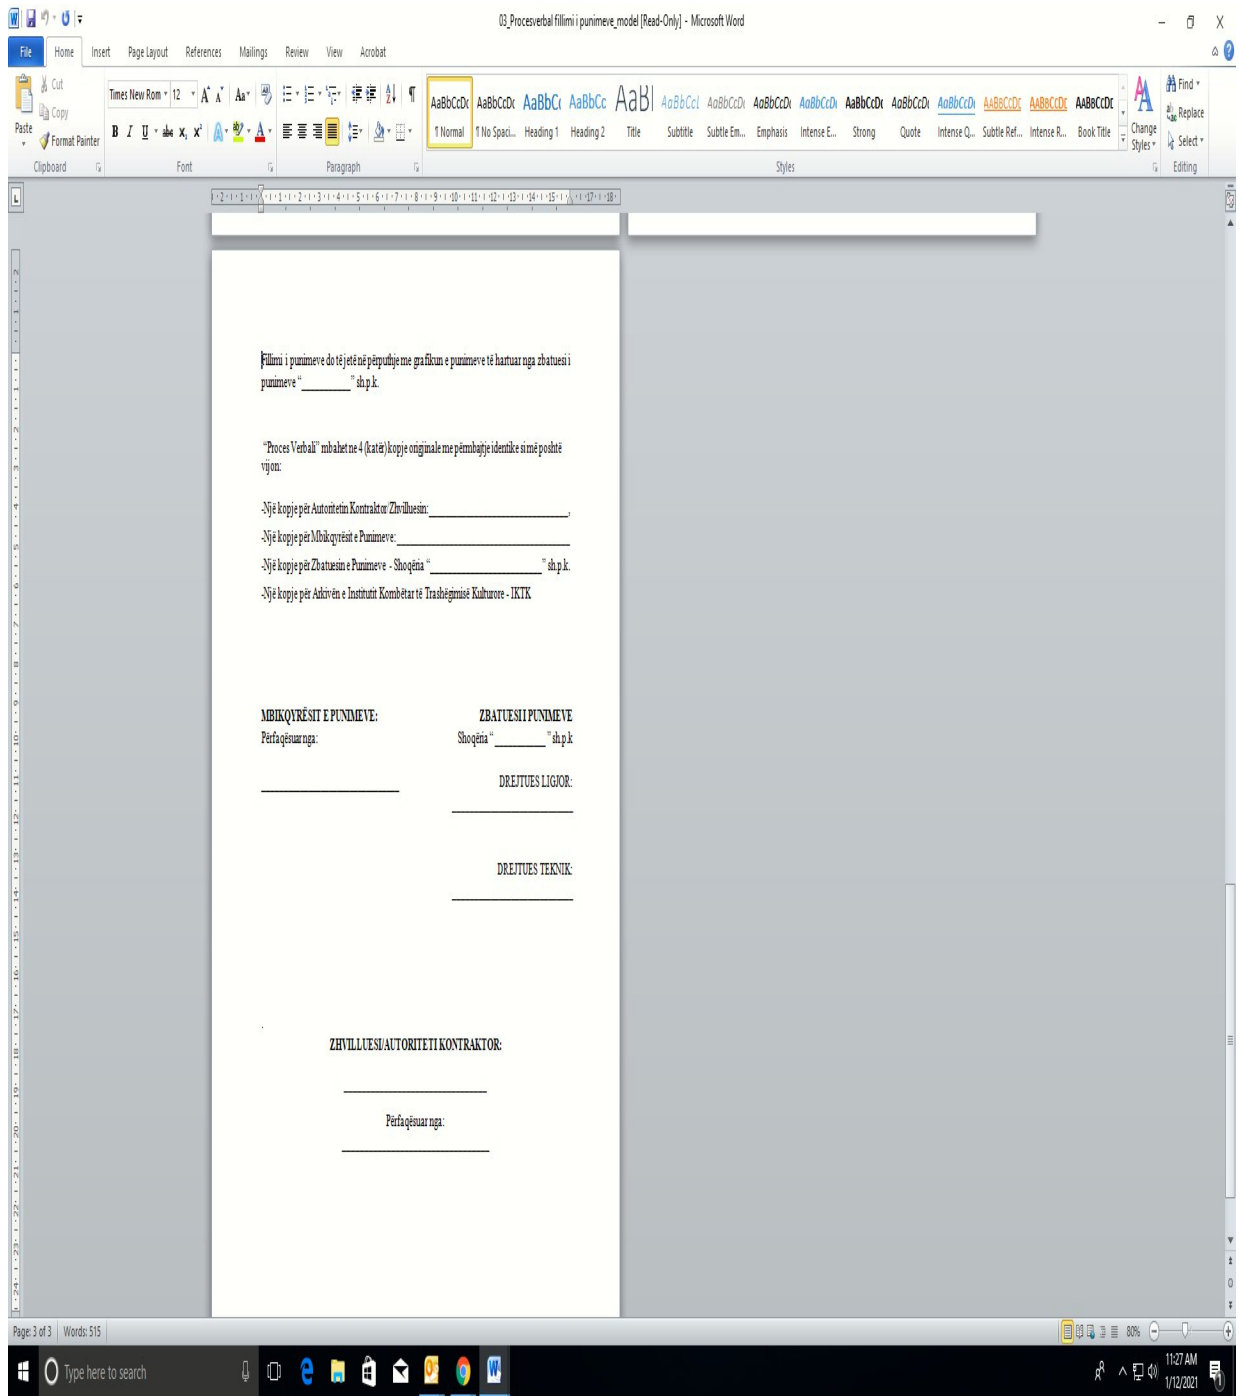 03_Procesverbal fillimi i punimeve_model [Read-Only] - Microsoft Word
File Home Insert Page Layout References Mailings Review View Acrobat
Paste Cut Copy Format Painter
Times New Rom 12
¶ Normal ¶ No Spaci... Heading 1 Heading 2 Title Subtitle Subtle Em... Emphasis Intense E... Strong Quote Intense Q... Subtle Ref... Intense R... Book Title
Change Styles Find Replace Select
Clipboard Font Paragraph Styles Editing
Fillimi i punimeve do të jetë në përputhje me grafikun e punimeve të hartuar nga zbatuesi i
punimeve “___________” sh.p.k.
“Proces Verbali” mbahet ne 4 (katër) kopje origjinale me përmbajtje identike si më poshtë
vijon:
-Një kopje për Autoritetin Kontraktor/Zhvilluesin:______________________________,
-Një kopje për Mbikqyrësit e Punimeve:______________________________
-Një kopje për Zbatuesin e Punimeve - Shoqëria “________________________” sh.p.k.
-Një kopje për Arkivën e Institutit Kombëtar të Trashëgimisë Kulturore - IKTK
MBIKQYRËSIT E PUNIMEVE: ZBATUESI I PUNIMEVE
Përfaqësuar nga: Shoqëria “___________” sh.p.k
DREJTUES LIGJOR:
DREJTUES TEKNIK:
.
ZHVILLUESI/AUTORITETI KONTRAKTOR:
Përfaqësuar nga:
Page: 3 of 3 Words: 515 80%
Type here to search
11:27 AM
1/12/2021